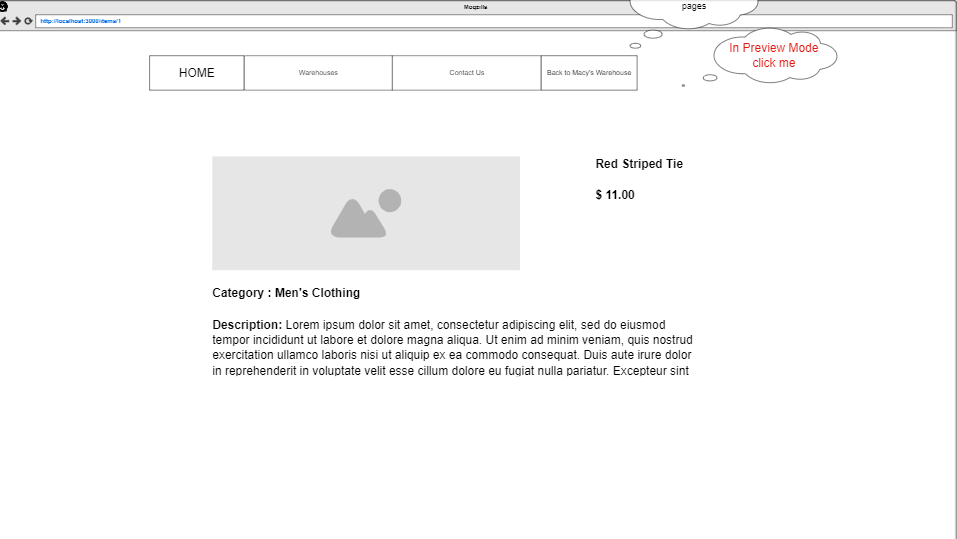 Moqzilla
pages
http://localhost:3000/items/1
In Preview Mode
click me
HOME
Warehouses
Contact Us
Back to Macy's Warehouse
Red Striped Tie
$ 11.00
Category : Men's Clothing
Description: Lorem ipsum dolor sit amet, consectetur adipiscing elit, sed do eiusmod
tempor incididunt ut labore et dolore magna aliqua. Ut enim ad minim veniam, quis nostrud
exercitation ullamco laboris nisi ut aliquip ex ea commodo consequat. Duis aute irure dolor
in reprehenderit in voluptate velit esse cillum dolore eu fugiat nulla pariatur. Excepteur sint